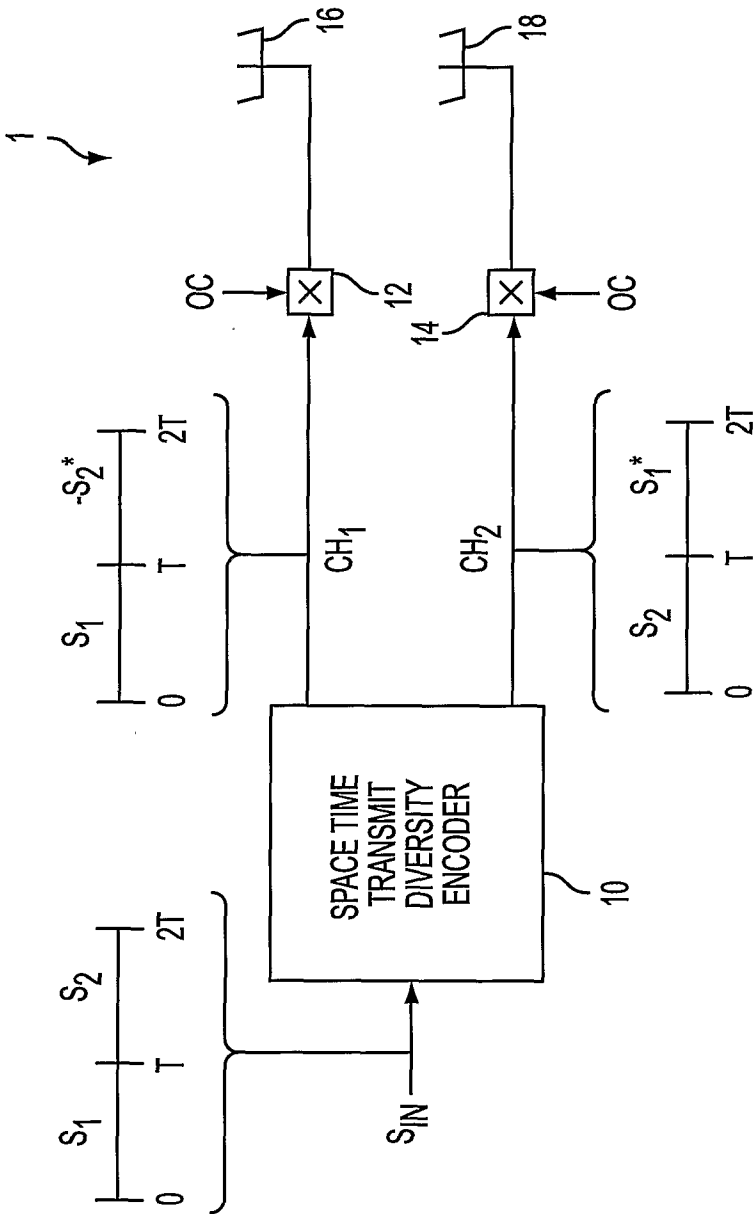 1
S1 S2
0 T 2T
SIN
SPACE TIME
TRANSMIT
DIVERSITY
ENCODER
10
S1 -S2*
0 T 2T
CH1
OC
12
16
CH2
14
OC
18
S2 S1*
0 T 2T